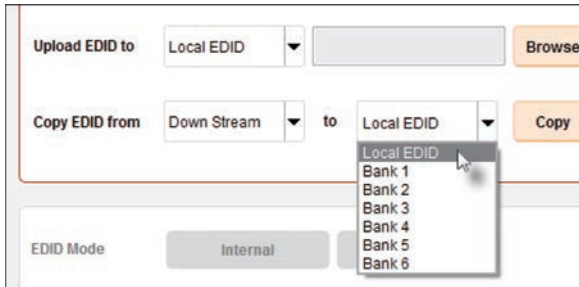 Upload EDID to Local EDID Browse
Copy EDID from Down Stream to Local EDID Copy
Local EDID
Bank 1
Bank 2
Bank 3
Bank 4
Bank 5
Bank 6
EDID Mode Internal